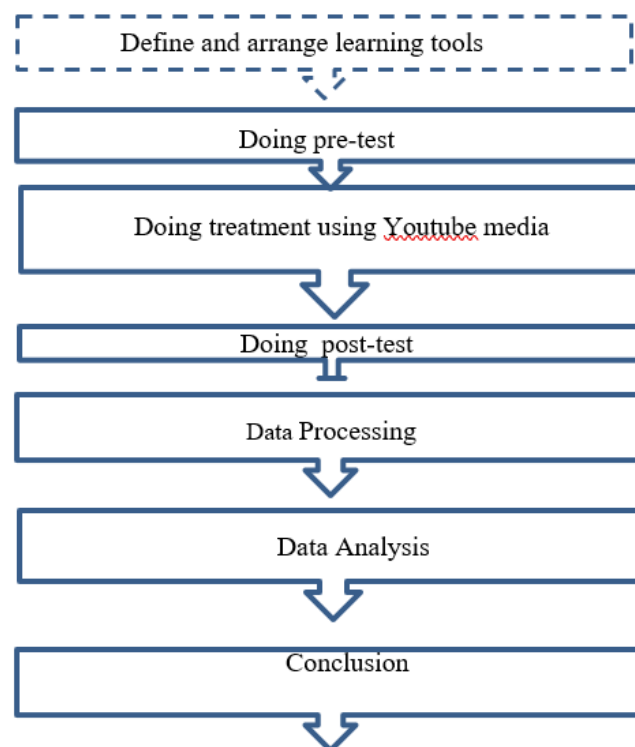 Define and arrange learning tools
Doing pre-test
Doing treatment using Youtube media
Doing post-test
Data Processing
Data Analysis
Conclusion